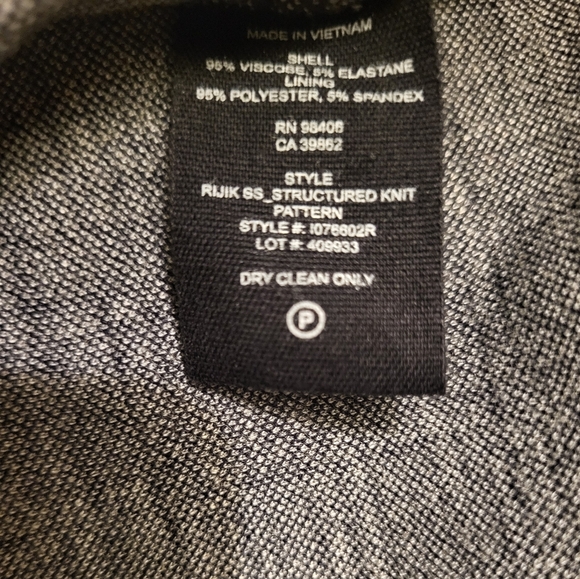 MADE IN VIETNAM
SHELL
95% VISCOSE, 5% ELASTANE
LINING
95% POLYESTER, 5% SPANDEX
RN 98406
CA 39862
STYLE
RIJIK SS_STRUCTURED KNIT
PATTERN
STYLE #: I076602R
LOT #: 409933
DRY CLEAN ONLY
P